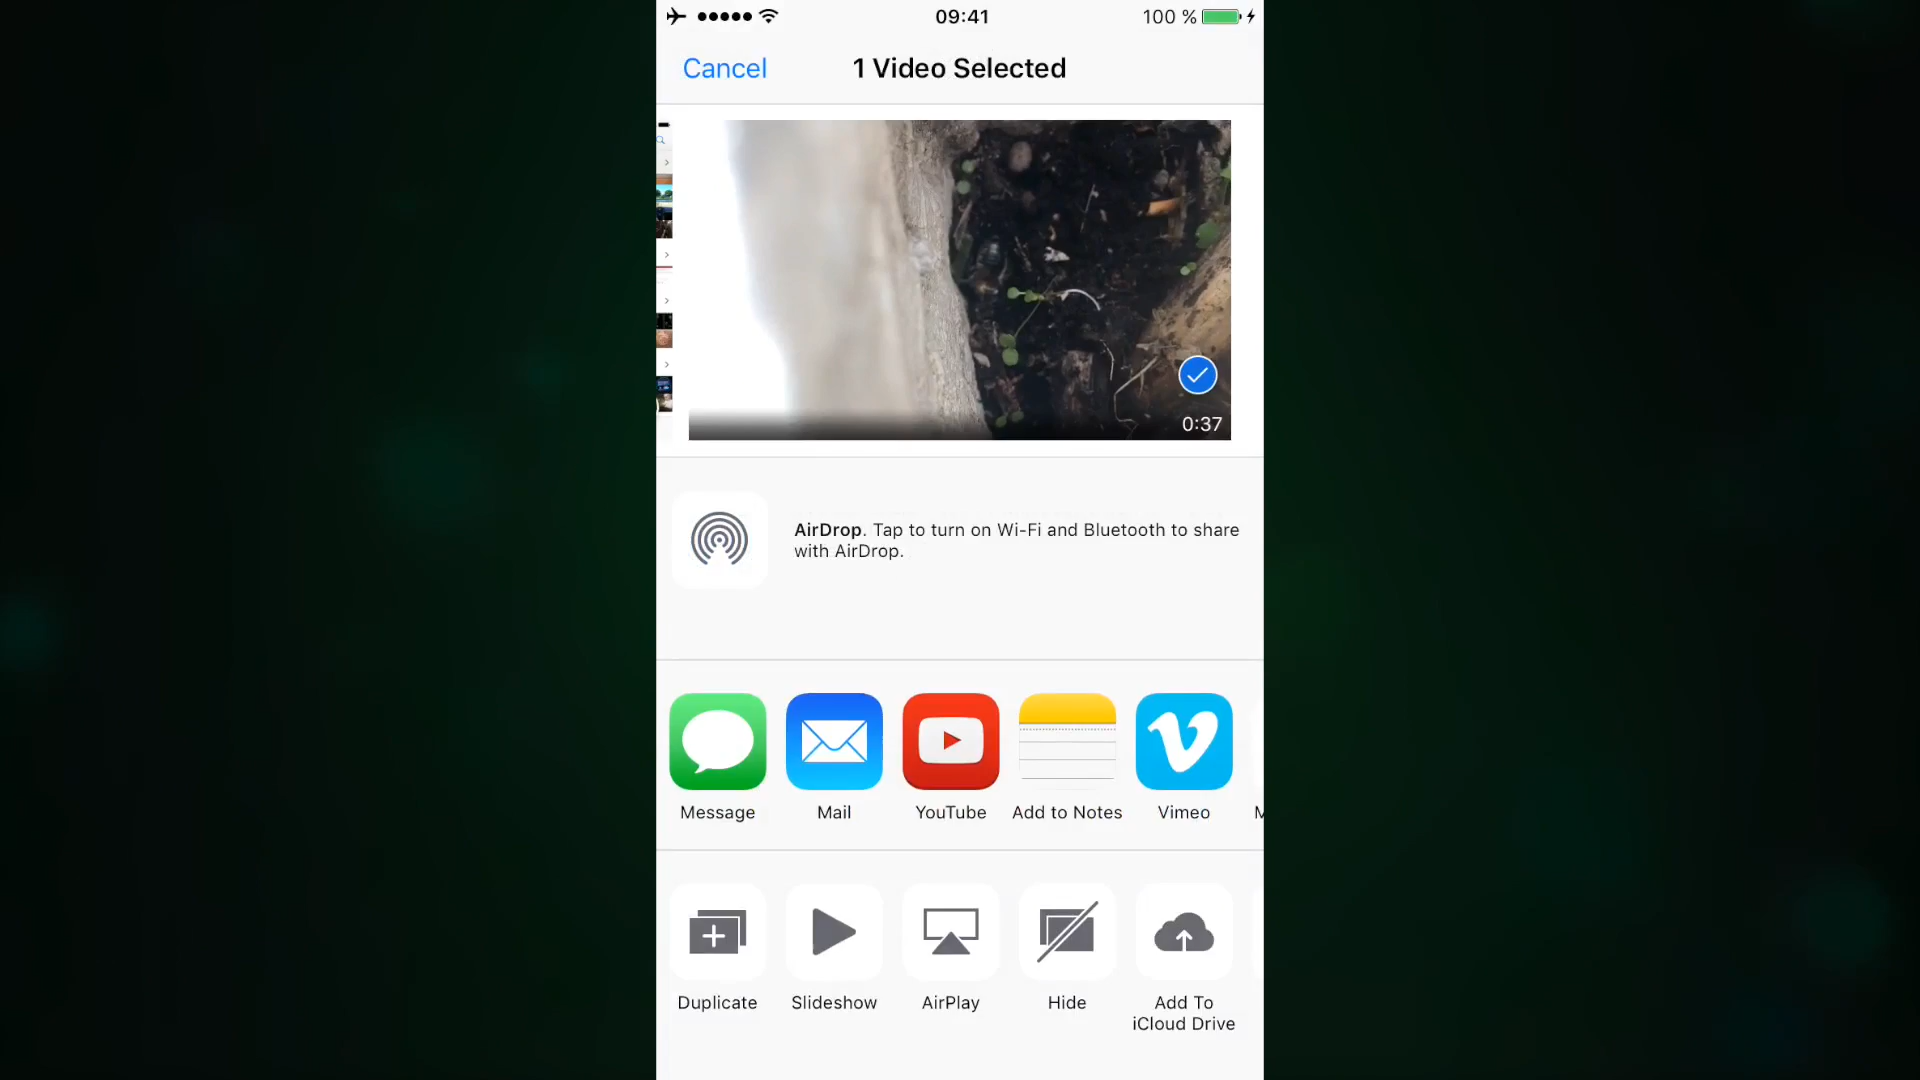 09:41
100 %
Cancel
1 Video Selected
0:37
AirDrop. Tap to turn on Wi-Fi and Bluetooth to share
with AirDrop.
Message
Mail
YouTube
Add to Notes
Vimeo
M
Duplicate
Slideshow
AirPlay
Hide
Add To
iCloud Drive